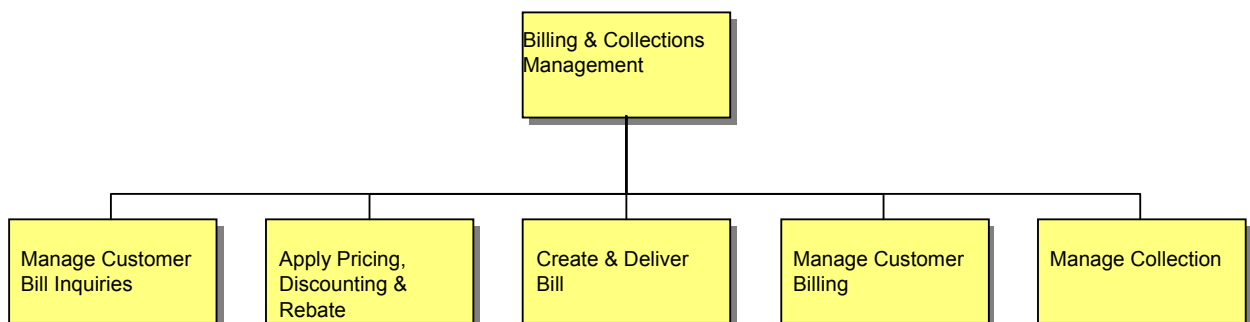 Billing & Collections
Management
Manage Customer
Bill Inquiries
Apply Pricing,
Discounting &
Rebate
Create & Deliver
Bill
Manage Customer
Billing
Manage Collection